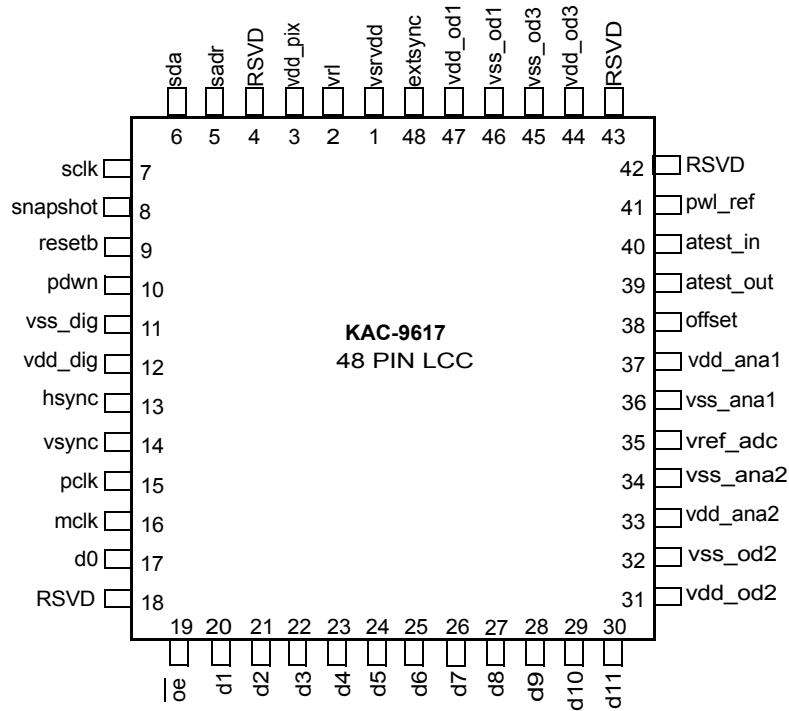 sda sadr RSVD vdd_pix vrl vsrvdd extsync vdd_od1 vss_od1 vss_od3 vdd_od3 RSVD
6 5 4 3 2 1 48 47 46 45 44 43
sclk 7
snapshot 8
resetb 9
pdwn 10
vss_dig 11
vdd_dig 12
hsync 13
vsync 14
pclk 15
mclk 16
d0 17
RSVD 18
KAC-9617
48 PIN LCC
42 RSVD
41 pwl_ref
40 atest_in
39 atest_out
38 offset
37 vdd_ana1
36 vss_ana1
35 vref_adc
34 vss_ana2
33 vdd_ana2
32 vss_od2
31 vdd_od2
19 20 21 22 23 24 25 26 27 28 29 30
oe d1 d2 d3 d4 d5 d6 d7 d8 d9 d10 d11